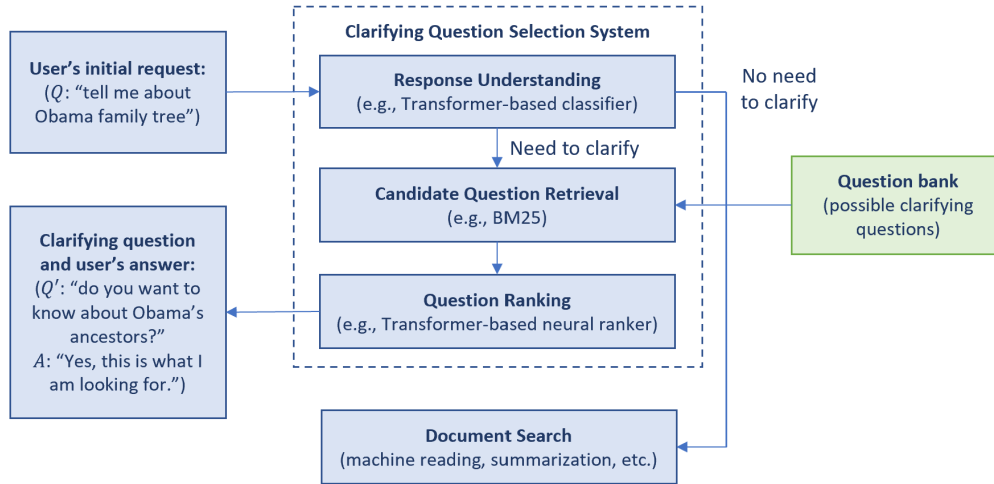 Clarifying Question Selection System
User's initial request:
(Q: “tell me about
Obama family tree”)
Response Understanding
(e.g., Transformer-based classifier)
No need
to clarify
Need to clarify
Candidate Question Retrieval
(e.g., BM25)
Question bank
(possible clarifying
questions)
Clarifying question
and user's answer:
(Q′: “do you want to
know about Obama's
ancestors?”
A: “Yes, this is what I
am looking for.”)
Question Ranking
(e.g., Transformer-based neural ranker)
Document Search
(machine reading, summarization, etc.)